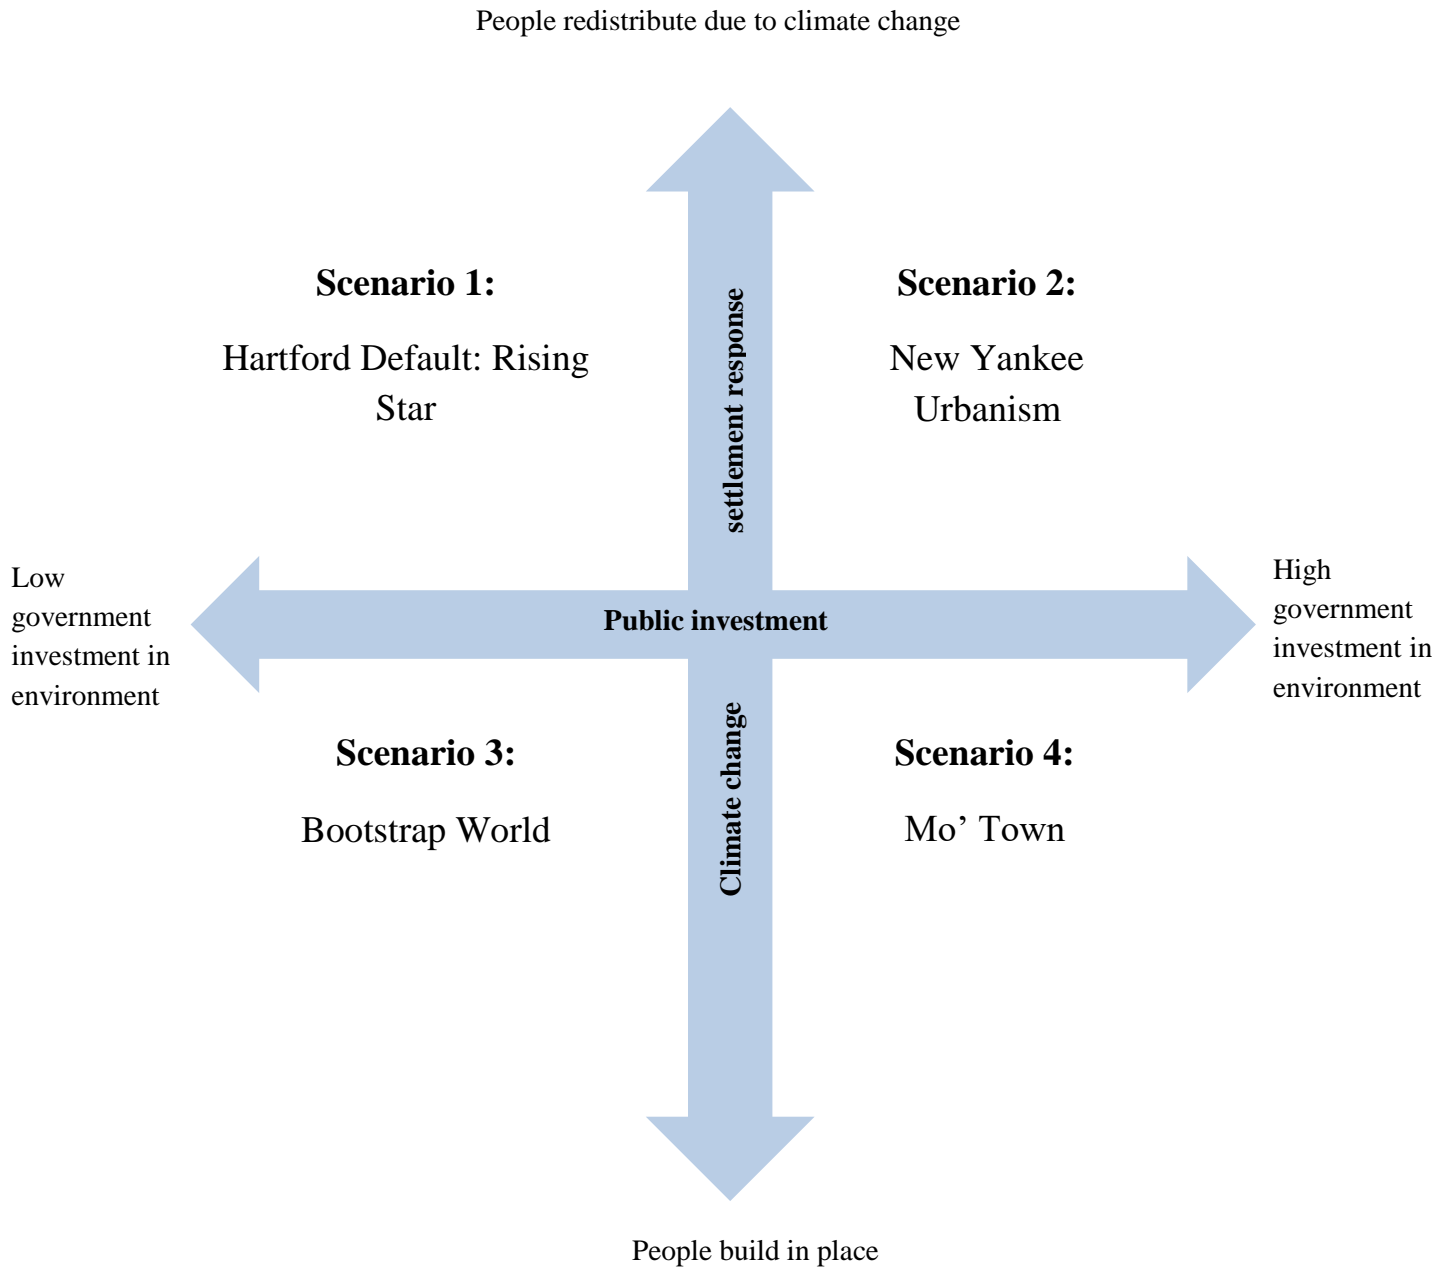 People redistribute due to climate change
Scenario 1:
Hartford Default: Rising
Star
Scenario 2:
New Yankee
Urbanism
settlement response
Low
government
investment in
environment
Public investment
High
government
investment in
environment
Climate change
Scenario 3:
Bootstrap World
Scenario 4:
Mo’ Town
People build in place